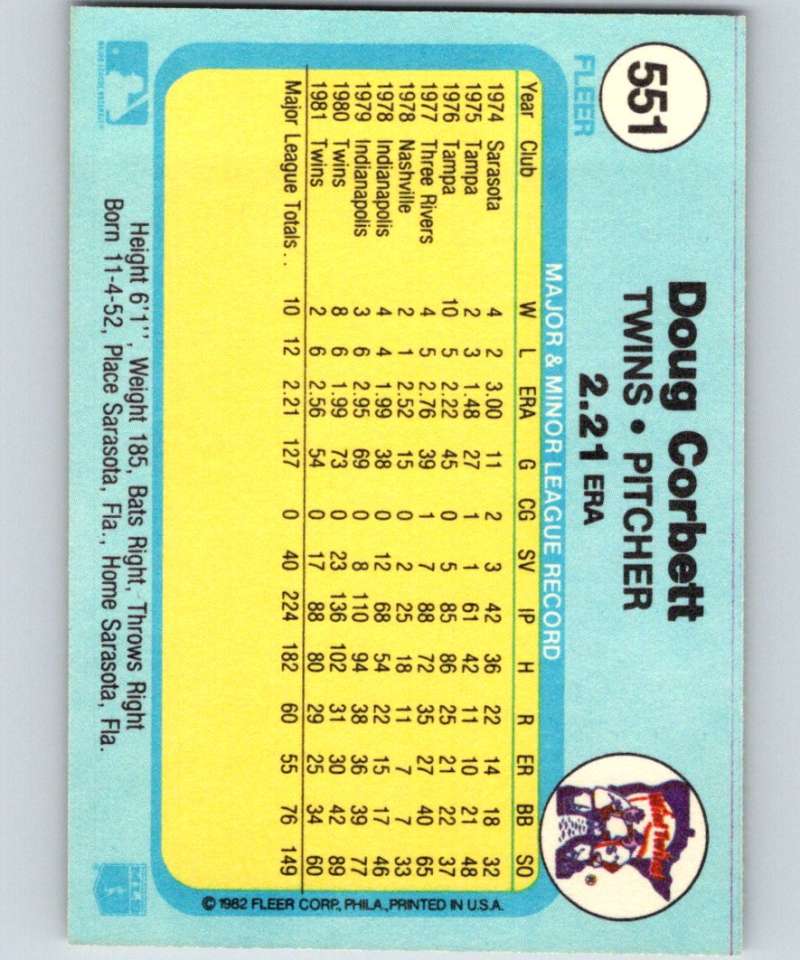 551
FLEER
Doug Corbett
TWINS • PITCHER
2.21 ERA
Win! Twins!
®
MAJOR & MINOR LEAGUE RECORD
Year Club W L ERA G CG SV IP H R ER BB SO
1974 Sarasota 4 2 3.00 11 2 3 42 36 22 14 18 32
1975 Tampa 2 3 1.48 27 1 1 61 42 11 10 21 48
1976 Tampa 10 5 2.22 45 0 5 85 86 25 21 22 37
1977 Three Rivers 4 5 2.76 39 1 7 88 72 35 27 40 65
1978 Nashville 2 1 2.52 15 0 2 25 18 11 7 7 33
1978 Indianapolis 4 4 1.99 38 0 12 68 54 22 15 17 46
1979 Indianapolis 3 6 2.95 69 0 8 110 94 38 36 39 77
1980 Twins 8 6 1.99 73 0 23 136 102 31 30 42 89
1981 Twins 2 6 2.56 54 0 17 88 80 29 25 34 60
Major League Totals.. 10 12 2.21 127 0 40 224 182 60 55 76 149
© 1982 FLEER CORP., PHILA., PRINTED IN U.S.A.
Height 6'1'', Weight 185, Bats Right, Throws Right
Born 11-4-52, Place Sarasota, Fla., Home Sarasota, Fla.